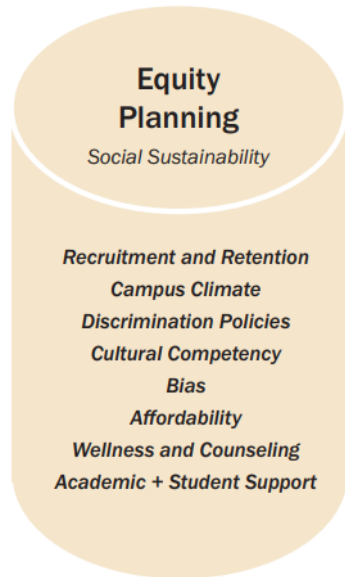 Equity
Planning
Social Sustainability
Recruitment and Retention
Campus Climate
Discrimination Policies
Cultural Competency
Bias
Affordability
Wellness and Counseling
Academic + Student Support